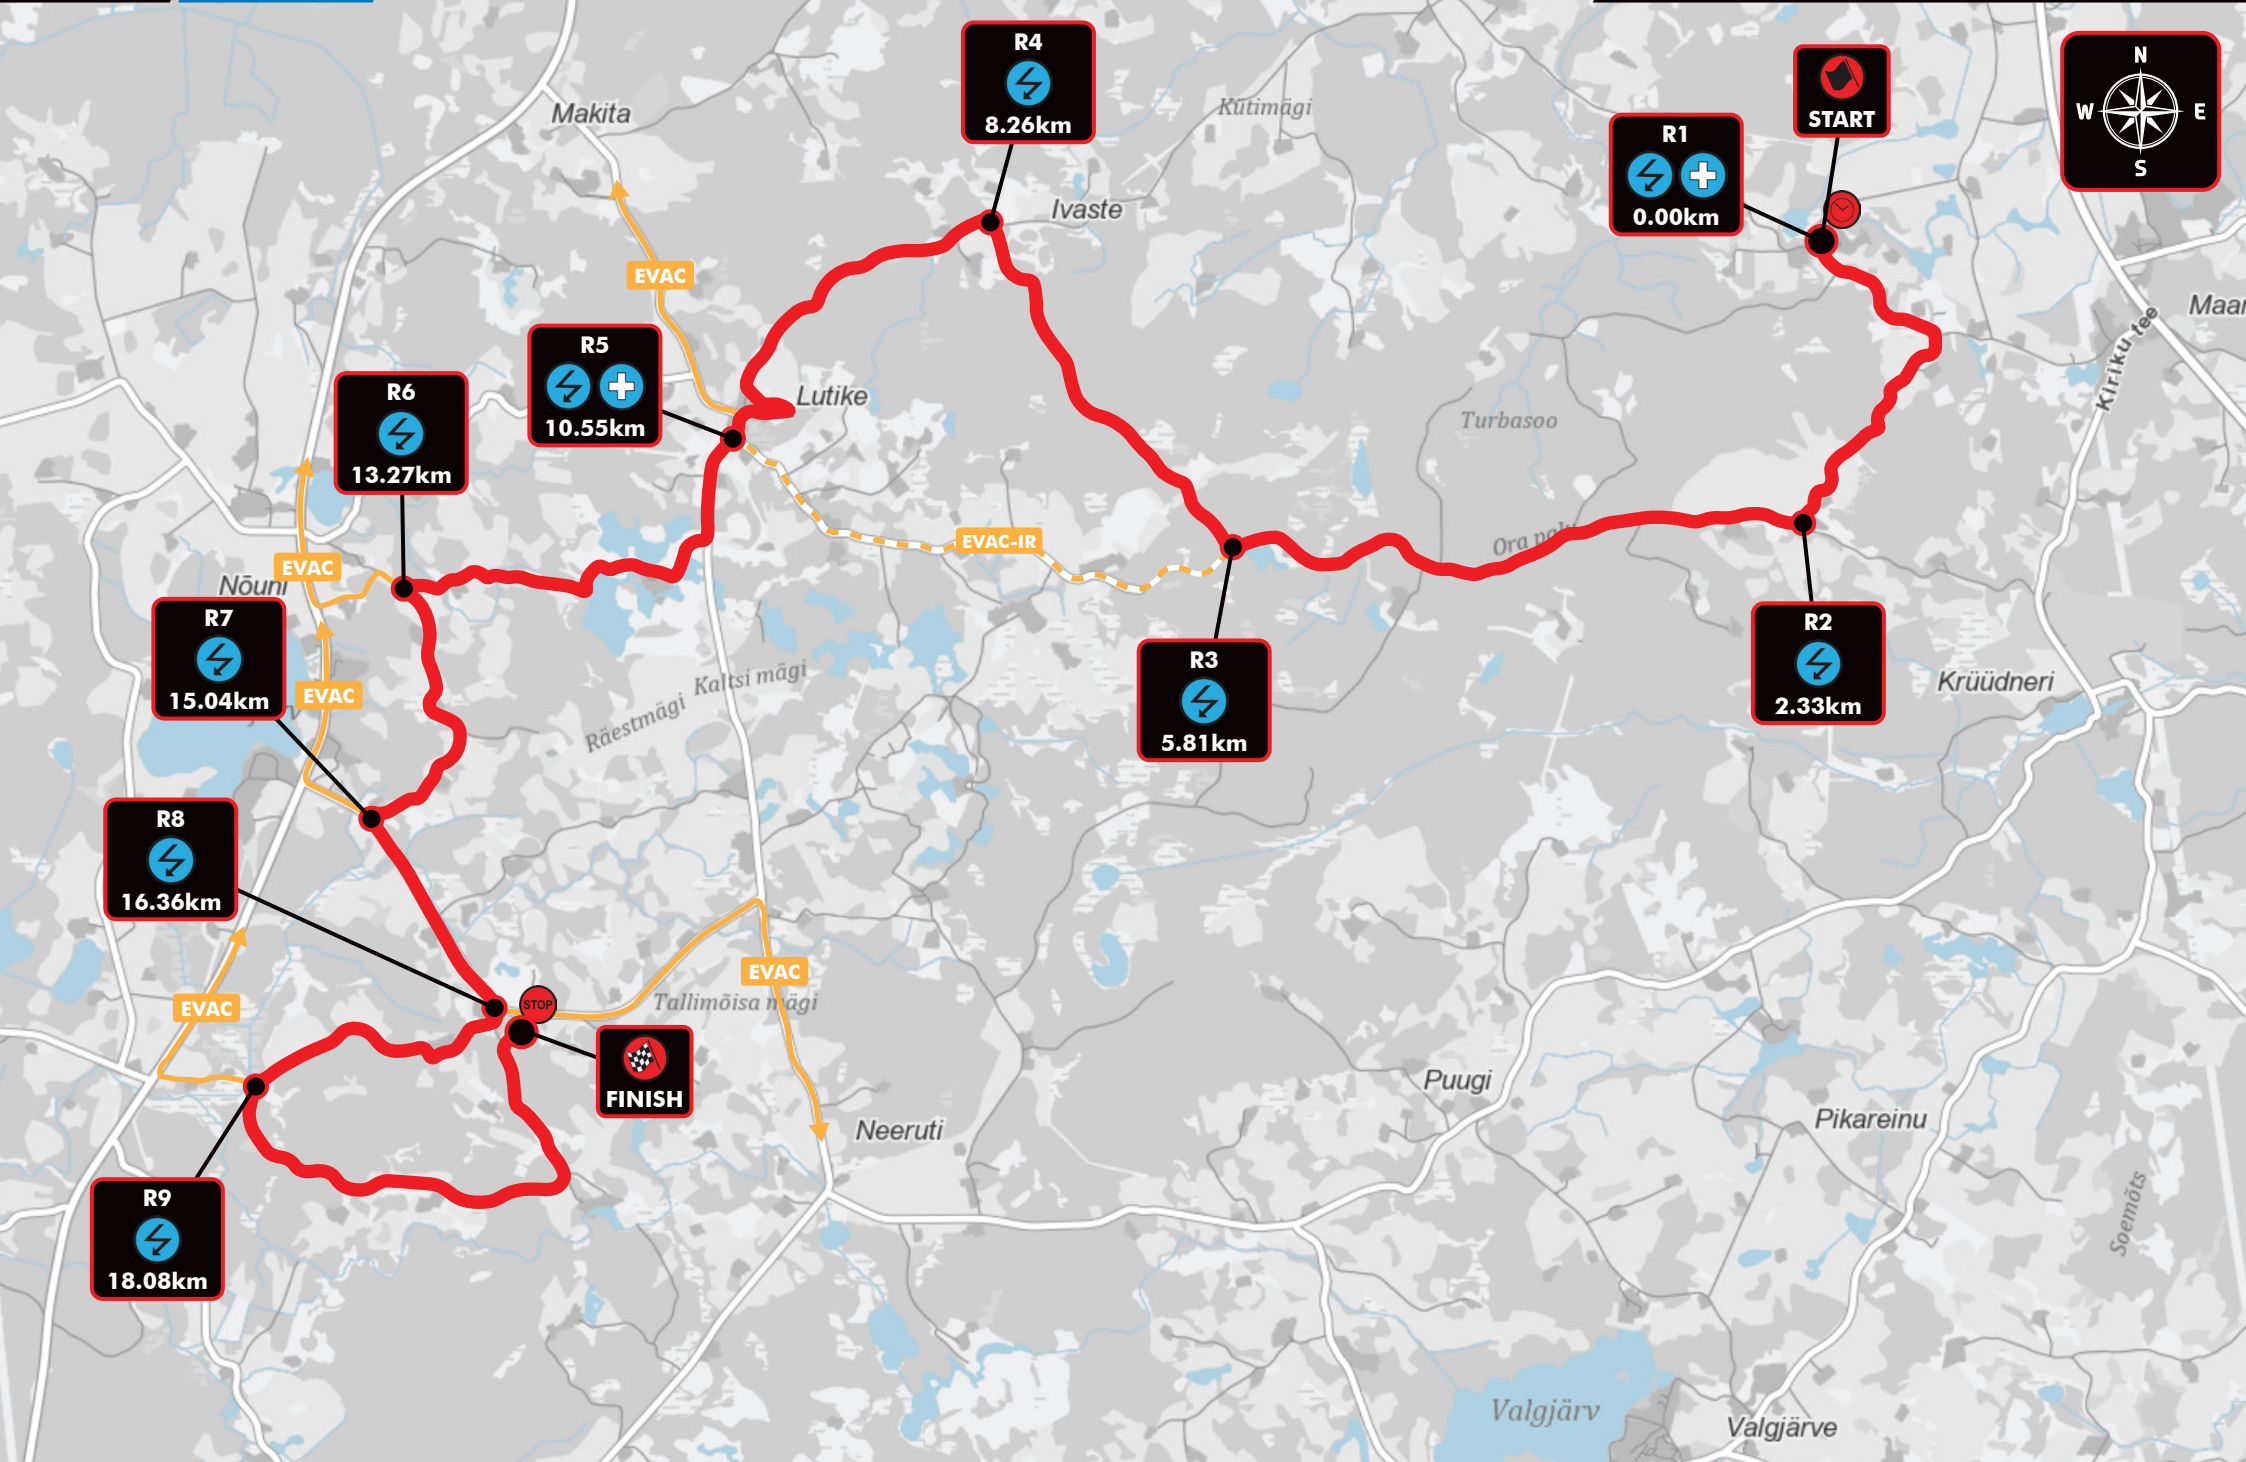 R4
8.26km
START
R1
0.00km
N
W
E
S
Makita
Kütimägi
Ivaste
EVAC
Kiriku tee
R5
10.55km
Lutike
R6
13.27km
Turbasoo
EVAC-IR
EVAC
Nõuni
R7
15.04km
EVAC
Kaltsi mägi
Räestmägi
R3
5.81km
R2
2.33km
Krüüdneri
R8
16.36km
EVAC
EVAC
STOP
Tallimõisa mägi
FINISH
Neeruti
Puugi
Pikareinu
R9
18.08km
Soemõts
Valgjärv
Valgjärve